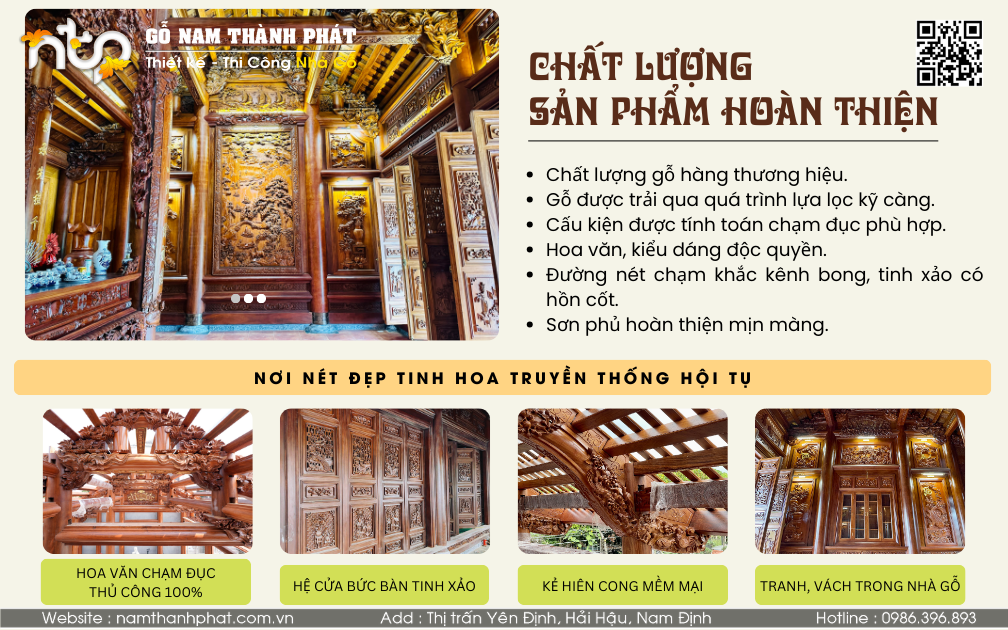 ntp
GỖ NAM THÀNH PHÁT
Thiết kế - Thi Công Nhà Gỗ
CHẤT LƯỢNG
SẢN PHẨM HOÀN THIỆN
• Chất lượng gỗ hàng thương hiệu.
• Gỗ được trải qua quá trình lựa lọc kỹ càng.
• Cấu kiện được tính toán chạm đục phù hợp.
• Hoa văn, kiểu dáng độc quyền.
• Đường nét chạm khắc kênh bong, tinh xảo có
hồn cốt.
• Sơn phủ hoàn thiện mịn màng.
NƠI NÉT ĐẸP TINH HOA TRUYỀN THỐNG HỘI TỤ
HOA VĂN CHẠM ĐỤC
THỦ CÔNG 100%
HỆ CỬA BỨC BÀN TINH XẢO
KẺ HIÊN CONG MỀM MẠI
TRANH, VÁCH TRONG NHÀ GỖ
Website : namthanhphat.com.vn
Add : Thị trấn Yên Định, Hải Hậu, Nam Định
Hotline : 0986.396.893